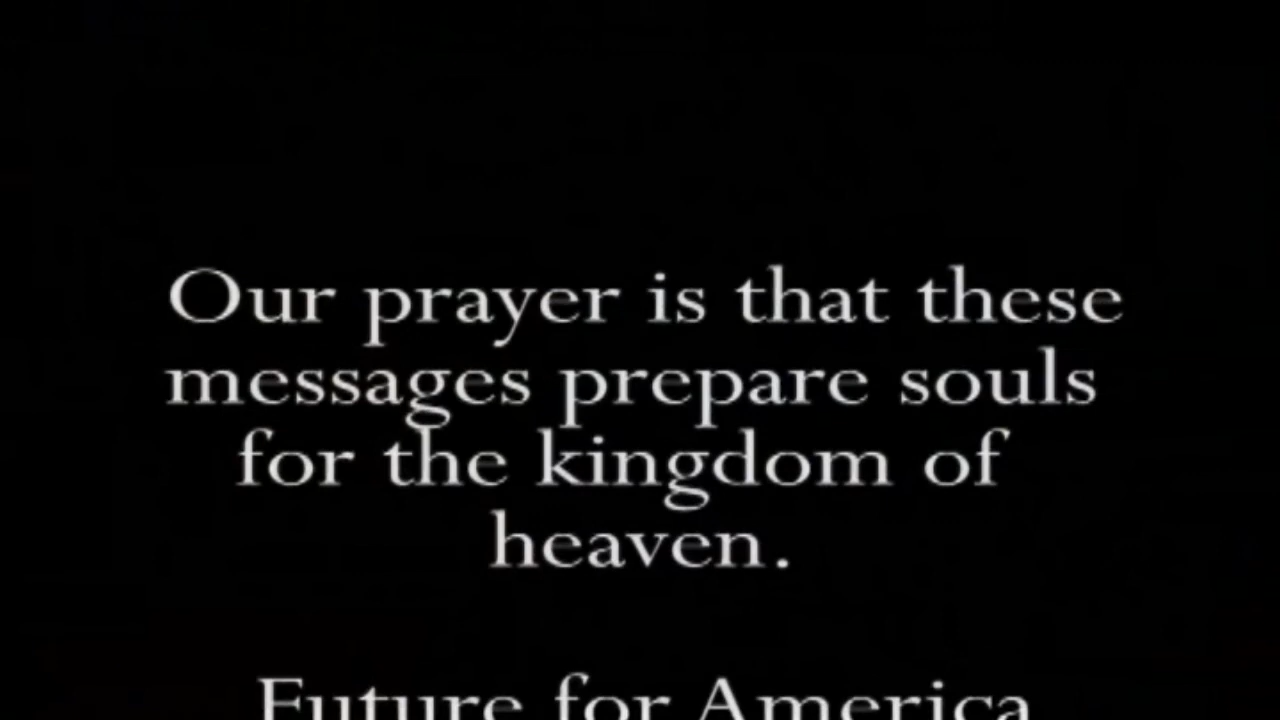 Our prayer is that these
messages prepare souls
for the kingdom of
heaven.
Future for America